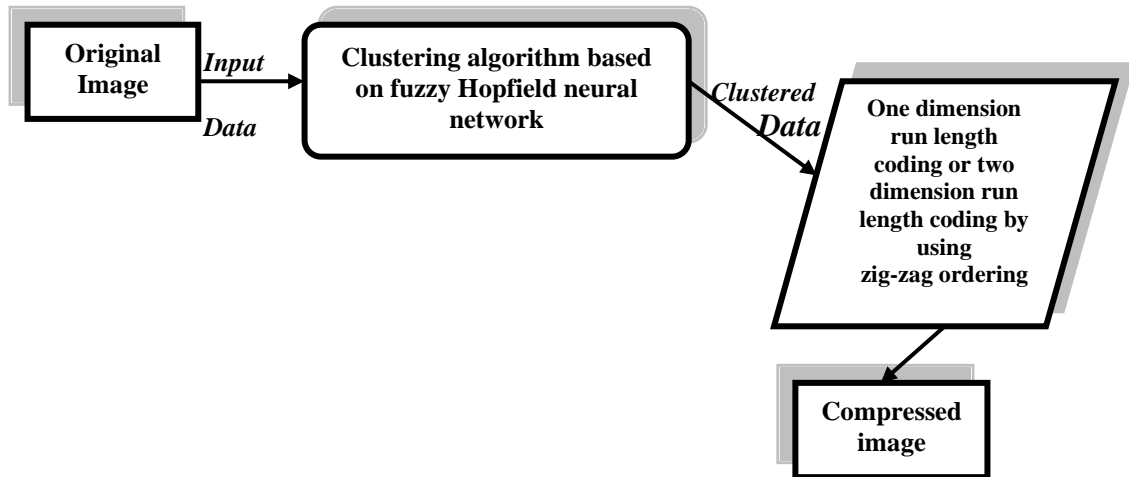 Original
Image
Input
Data
Clustering algorithm based
on fuzzy Hopfield neural
network
Clustered
Data
One dimension
run length
coding or two
dimension run
length coding by
using
zig-zag ordering
Compressed
image